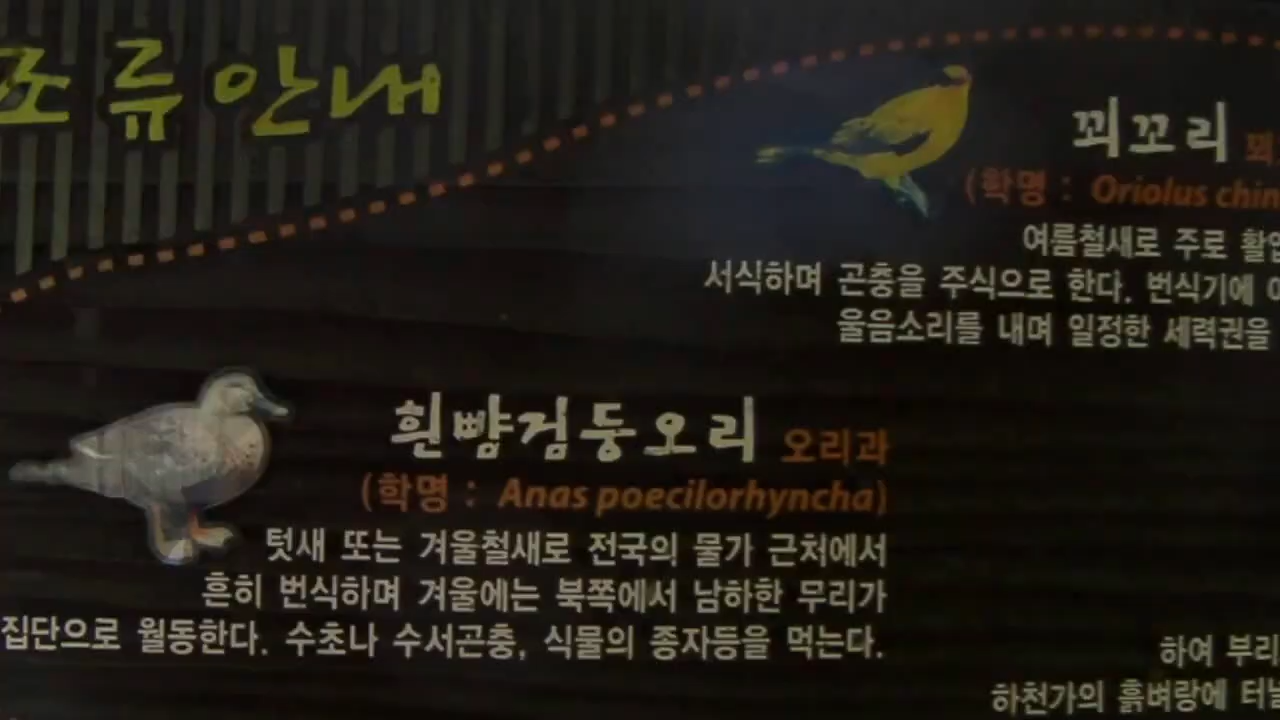 조류안내
꾀꼬리
(학명 : Oriolus
여름철새로 주로
서식하며 곤충을 주식으로 한다. 번식기에
울음소리를 내며 일정한 세력권을
흰뺨검둥오리 오리과
(학명 : Anas poecilorhyncha)
텃새 또는 겨울철새로 전국의 물가 근처에서
흔히 번식하며 겨울에는 북쪽에서 남하한 무리가
집단으로 월동한다. 수초나 수서곤충, 식물의 종자등을 먹는다.
하여 부리
하천가의 흙벼랑에